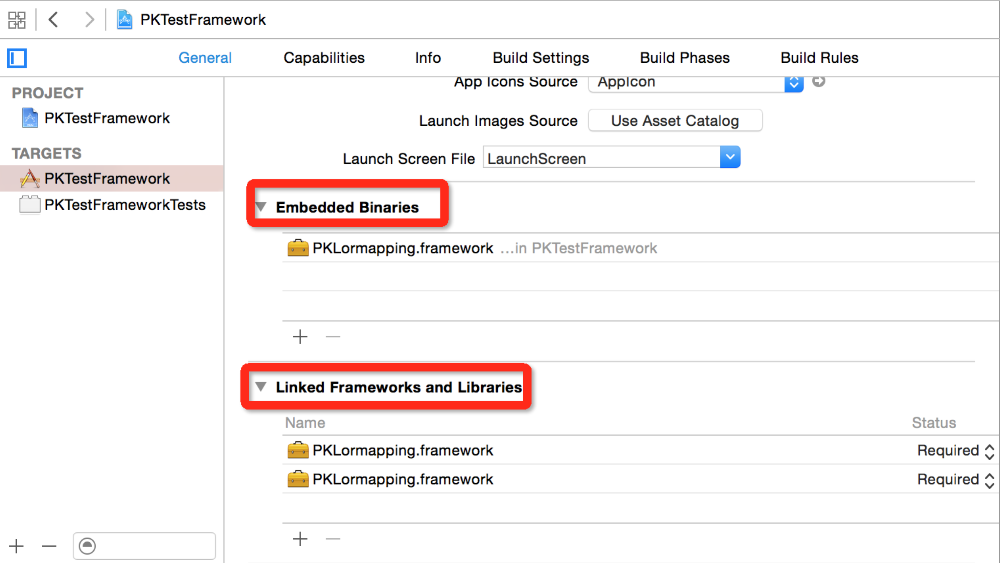 PKTestFramework
General Capabilities Info Build Settings Build Phases Build Rules
PROJECT
PKTestFramework
TARGETS
PKTestFramework
PKTestFrameworkTests
App Icons Source AppIcon
Launch Images Source Use Asset Catalog
Launch Screen File LaunchScreen
Embedded Binaries
PKLormapping.framework ...in PKTestFramework
Linked Frameworks and Libraries
Name Status
PKLormapping.framework Required
PKLormapping.framework Required